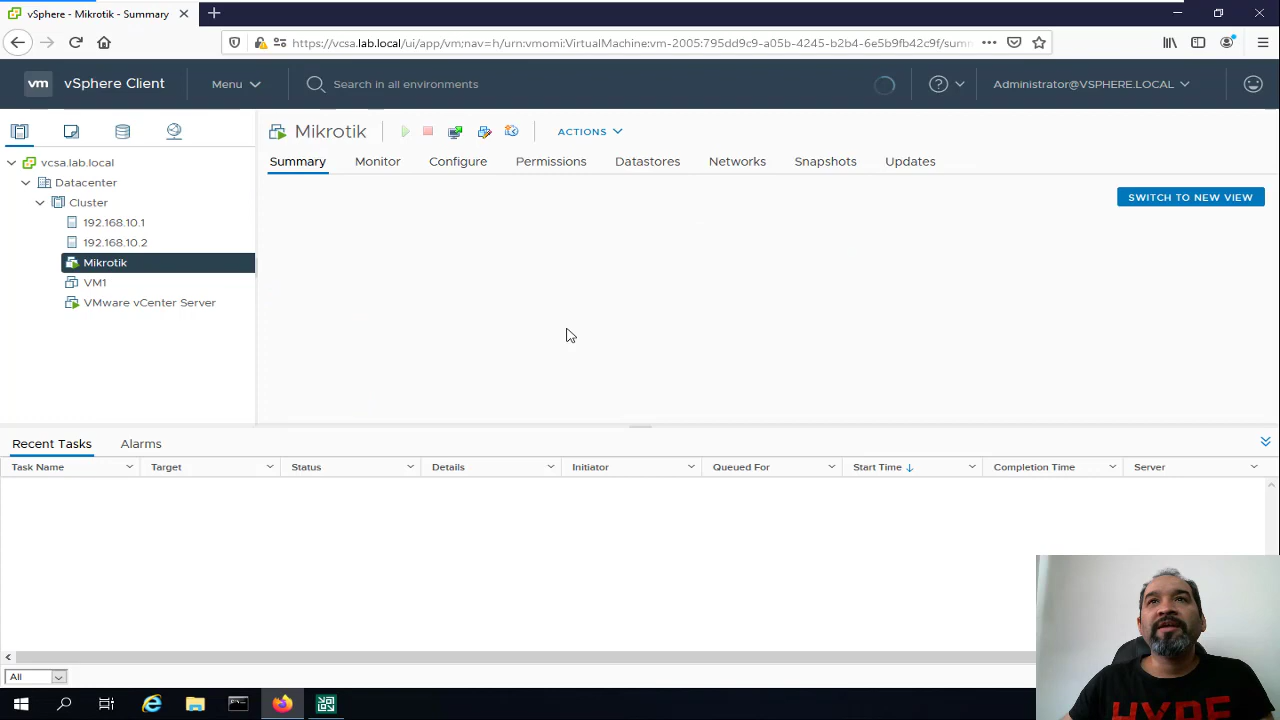 vSphere - Mikrotik - Summary
https://vcsa.lab.local/ui/app/vm;nav=h/urn:vmomi:VirtualMachine:vm-2005:795dd9c9-a05b-4245-b2b4-6e5b9fb42c9f/summ
vm vSphere Client Menu Search in all environments Administrator@VSPHERE.LOCAL
Mikrotik ACTIONS
Summary Monitor Configure Permissions Datastores Networks Snapshots Updates
SWITCH TO NEW VIEW
vcsa.lab.local
Datacenter
Cluster
192.168.10.1
192.168.10.2
Mikrotik
VM1
VMware vCenter Server
Recent Tasks Alarms
Task Name Target Status Details Initiator Queued For Start Time Completion Time Server
All
HYPE